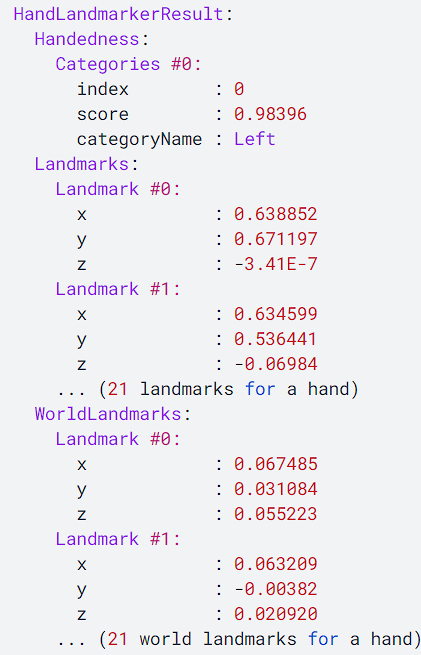 HandLandmarkerResult:
  Handedness:
    Categories #0:
      index        : 0
      score        : 0.98396
      categoryName : Left
  Landmarks:
    Landmark #0:
      x            : 0.638852
      y            : 0.671197
      z            : -3.41E-7
    Landmark #1:
      x            : 0.634599
      y            : 0.536441
      z            : -0.06984
    ... (21 landmarks for a hand)
  WorldLandmarks:
    Landmark #0:
      x            : 0.067485
      y            : 0.031084
      z            : 0.055223
    Landmark #1:
      x            : 0.063209
      y            : -0.00382
      z            : 0.020920
    ... (21 world landmarks for a hand)